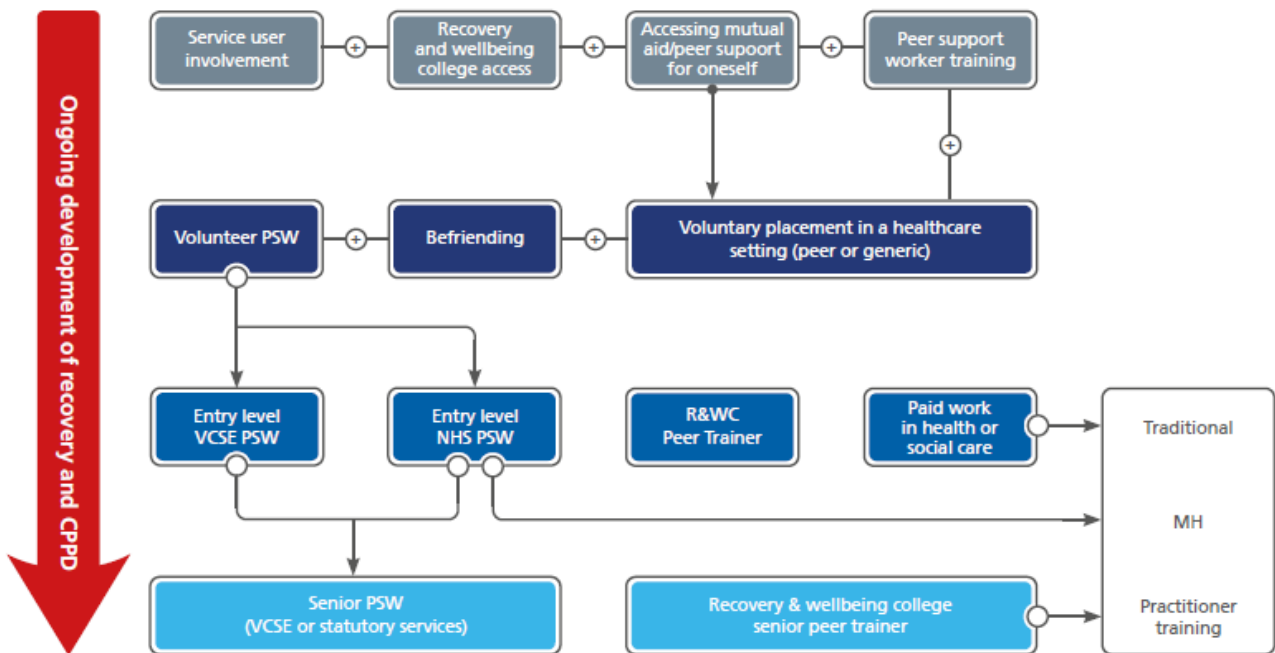 Ongoing development of recovery and CPPD
Service user
involvement
+
Recovery
and wellbeing
college access
+
Accessing mutual
aid/peer supoort
for oneself
+
Peer support
worker training
+
Volunteer PSW
+
Befriending
+
Voluntary placement in a healthcare
setting (peer or generic)
Entry level
VCSE PSW
Entry level
NHS PSW
R&WC
Peer Trainer
Paid work
in health or
social care
Traditional
MH
Practitioner
training
Senior PSW
(VCSE or statutory services)
Recovery & wellbeing college
senior peer trainer